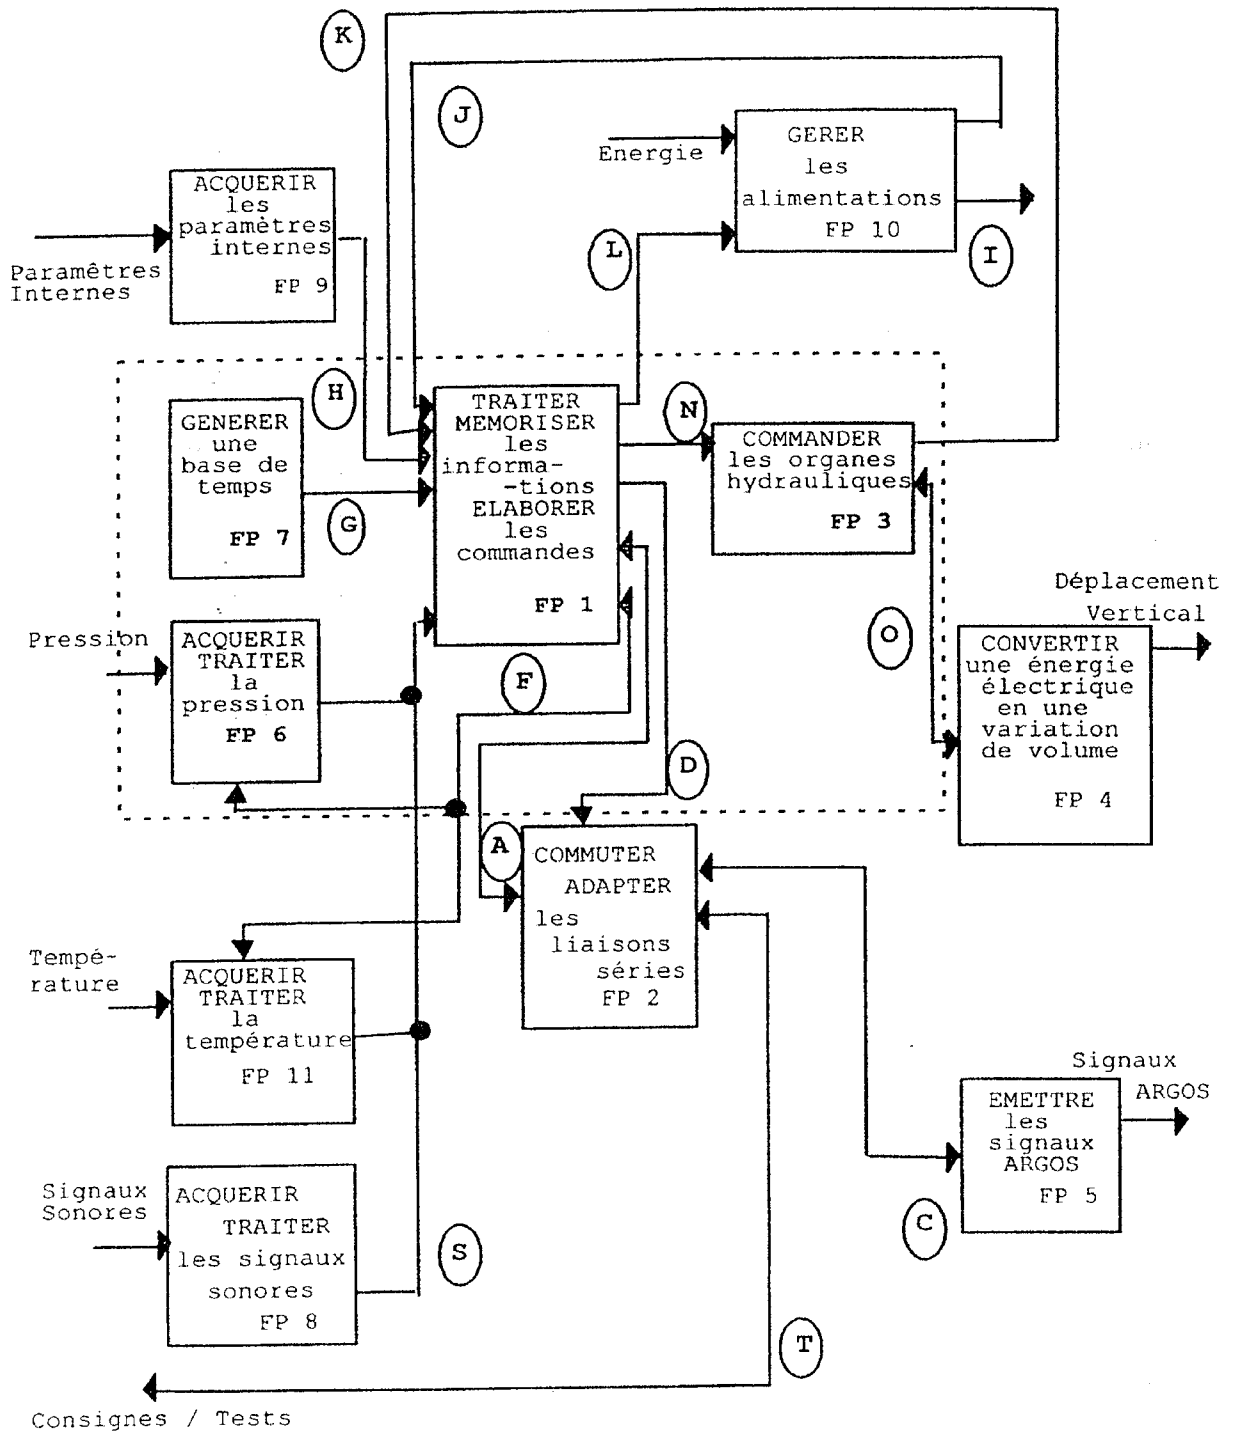 K
J
Energie
GERER
les
alimentations
FP 10
I
L
ACQUERIR
les
paramètres
internes
FP 9
Paramêtres
Internes
H
GENERER
une
base de
temps
FP 7
G
TRAITER
MEMORISER
les
informa-
-tions
ELABORER
les
commandes
FP 1
N
COMMANDER
les organes
hydrauliques
FP 3
Déplacement
Vertical
O
CONVERTIR
une énergie
électrique
en une
variation
de volume
FP 4
Pression
ACQUERIR
TRAITER
la
pression
FP 6
F
D
A
COMMUTER
ADAPTER
les
liaisons
séries
FP 2
Tempé-
rature
ACQUERIR
TRAITER
la
température
FP 11
Signaux
ARGOS
EMETTRE
les
signaux
ARGOS
FP 5
C
Signaux
Sonores
ACQUERIR
TRAITER
les signaux
sonores
FP 8
S
T
Consignes / Tests